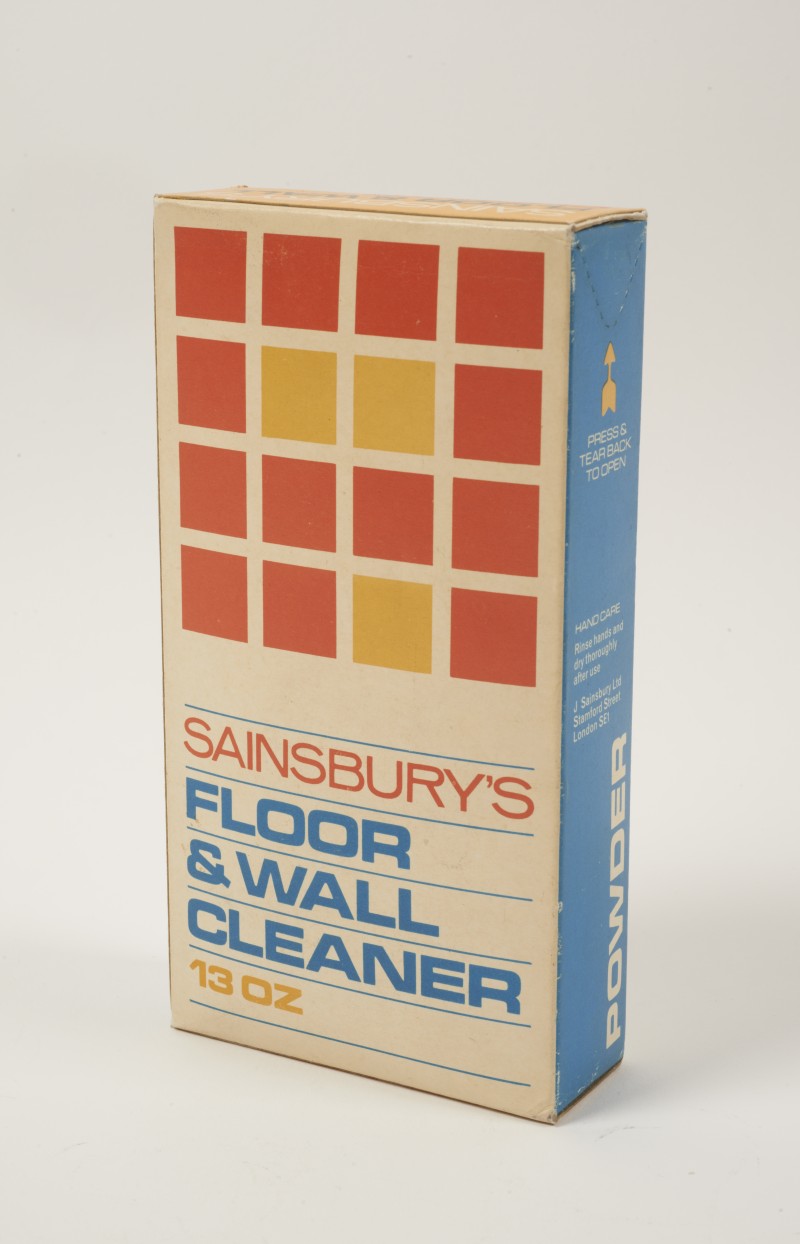 SAINSBURY'S
FLOOR
& WALL
CLEANER
13 OZ
PRESS &
TEAR BACK
TO OPEN
HAND CARE
Rinse hands and
dry thoroughly
after use
J Sainsbury Ltd
Stamford Street
London SE1
POWDER